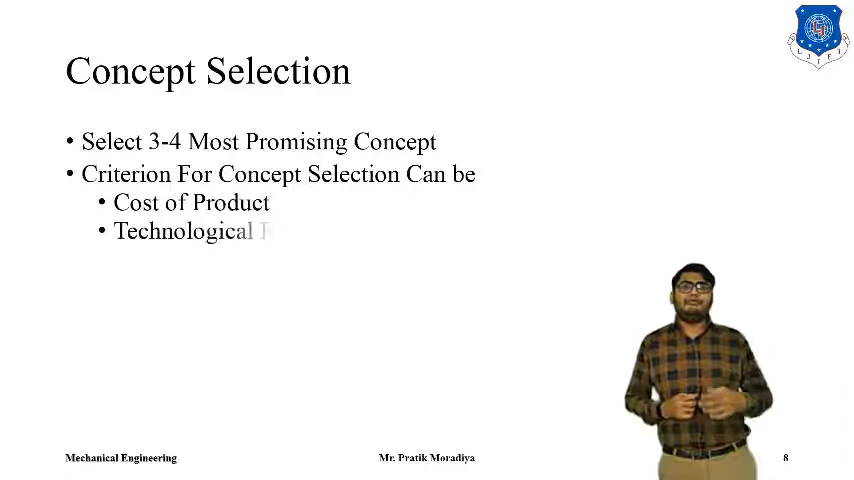 Concept Selection
• Select 3-4 Most Promising Concept
• Criterion For Concept Selection Can be
• Cost of Product
• Technological
Mechanical Engineering
Mr. Pratik Moradiya
8
LJIET